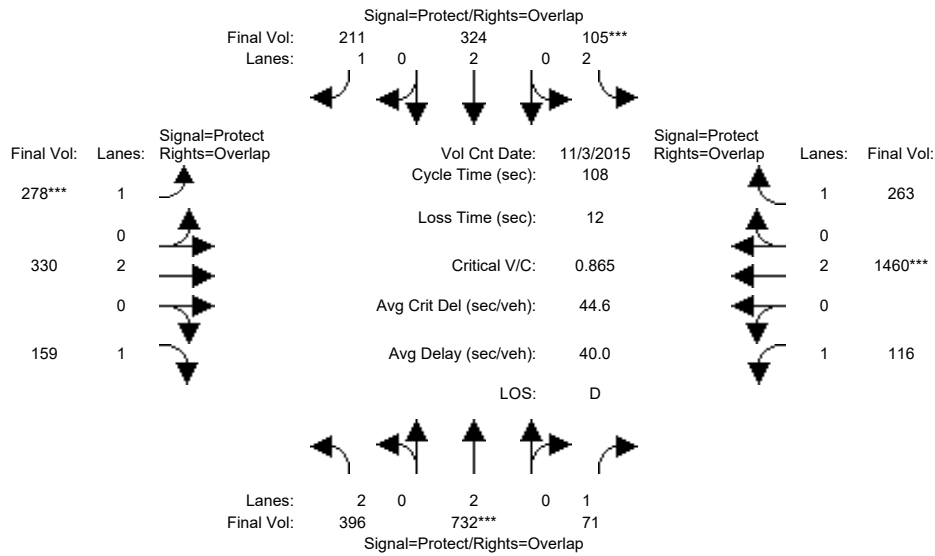 Signal=Protect/Rights=Overlap
Final Vol: 211 324 105***
Lanes: 1 0 2 0 2
Signal=Protect
Final Vol: Lanes: Rights=Overlap
Vol Cnt Date: 11/3/2015
Signal=Protect
Rights=Overlap Lanes: Final Vol:
Cycle Time (sec): 108
278*** 1
1 263
Loss Time (sec): 12
0
0
330 2
Critical V/C: 0.865
2 1460***
0
Avg Crit Del (sec/veh): 44.6
0
159 1
Avg Delay (sec/veh): 40.0
1 116
LOS: D
Lanes: 2 0 2 0 1
Final Vol: 396 732*** 71
Signal=Protect/Rights=Overlap